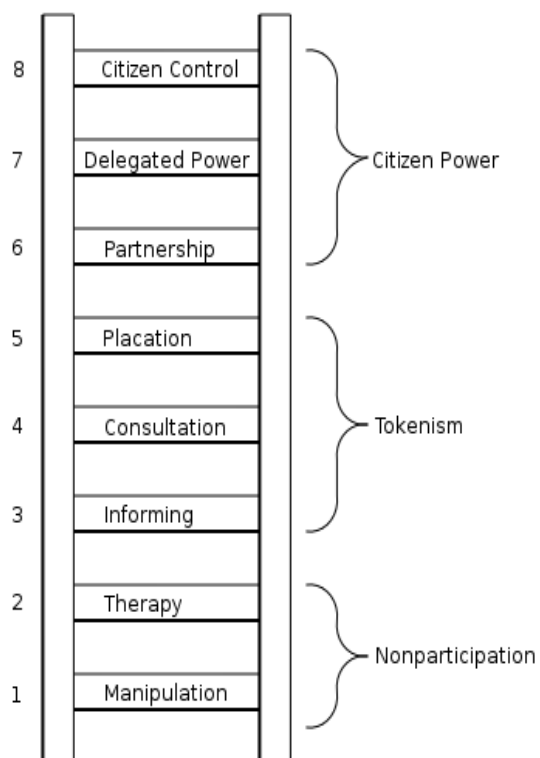 8 Citizen Control
7 Delegated Power Citizen Power
6 Partnership
5 Placation
4 Consultation Tokenism
3 Informing
2 Therapy
Nonparticipation
1 Manipulation